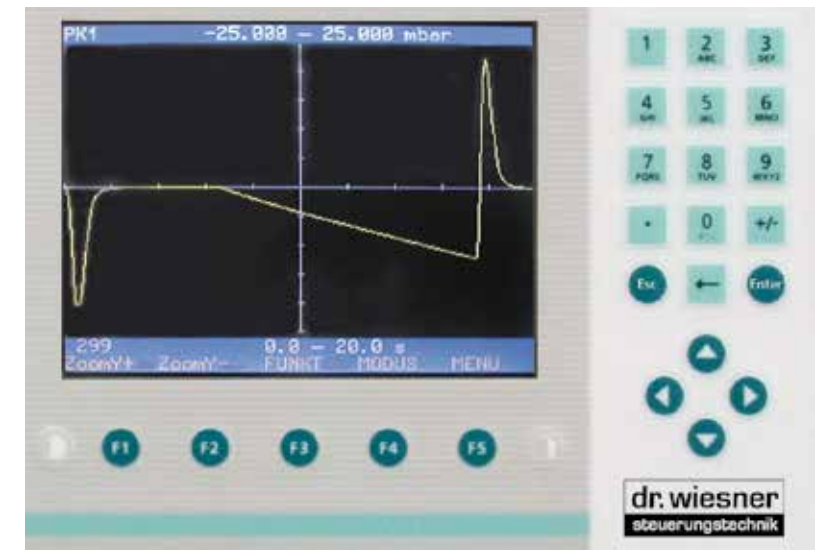 PK1 -25.000 – 25.000 mbar
299 0.0 – 20.0 s
ZoomY+ ZoomY- FUNKT MODUS MENU
F1 F2 F3 F4 F5
1 2 3
ABC DEF
4 5 6
GHI JKL MNO
7 8 9
PQRS TUV WXYZ
. 0 +/-
Esc ← Enter
dr. wiesner
steuerungstechnik